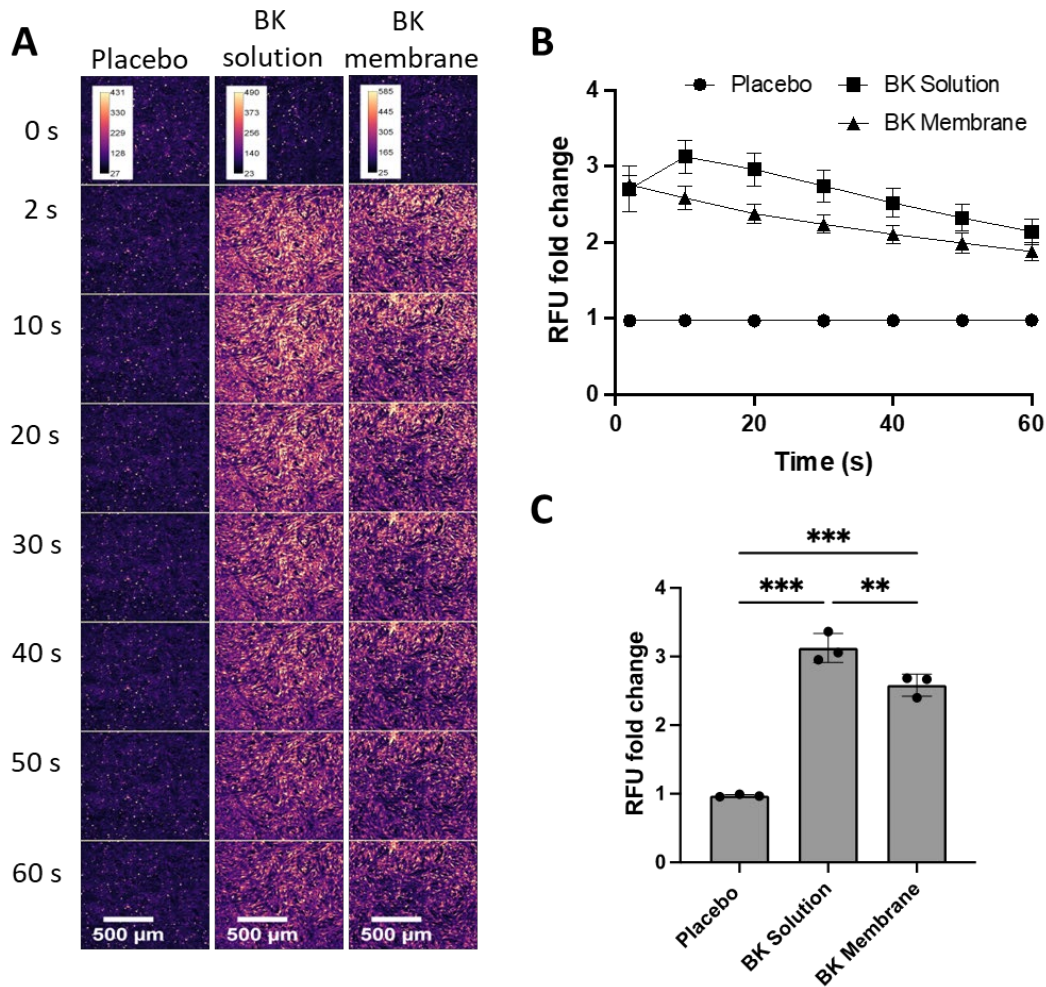 A
Placebo
BK
solution
BK
membrane
0 s
431
330
229
128
27
490
373
256
140
23
585
445
305
165
25
2 s
10 s
20 s
30 s
40 s
50 s
60 s
500 µm
500 µm
500 µm
B
Placebo
BK Solution
BK Membrane
RFU fold change
4
3
2
1
0
0
20
40
60
Time (s)
C
***
***
**
RFU fold change
4
3
2
1
0
Placebo
BK Solution
BK Membrane